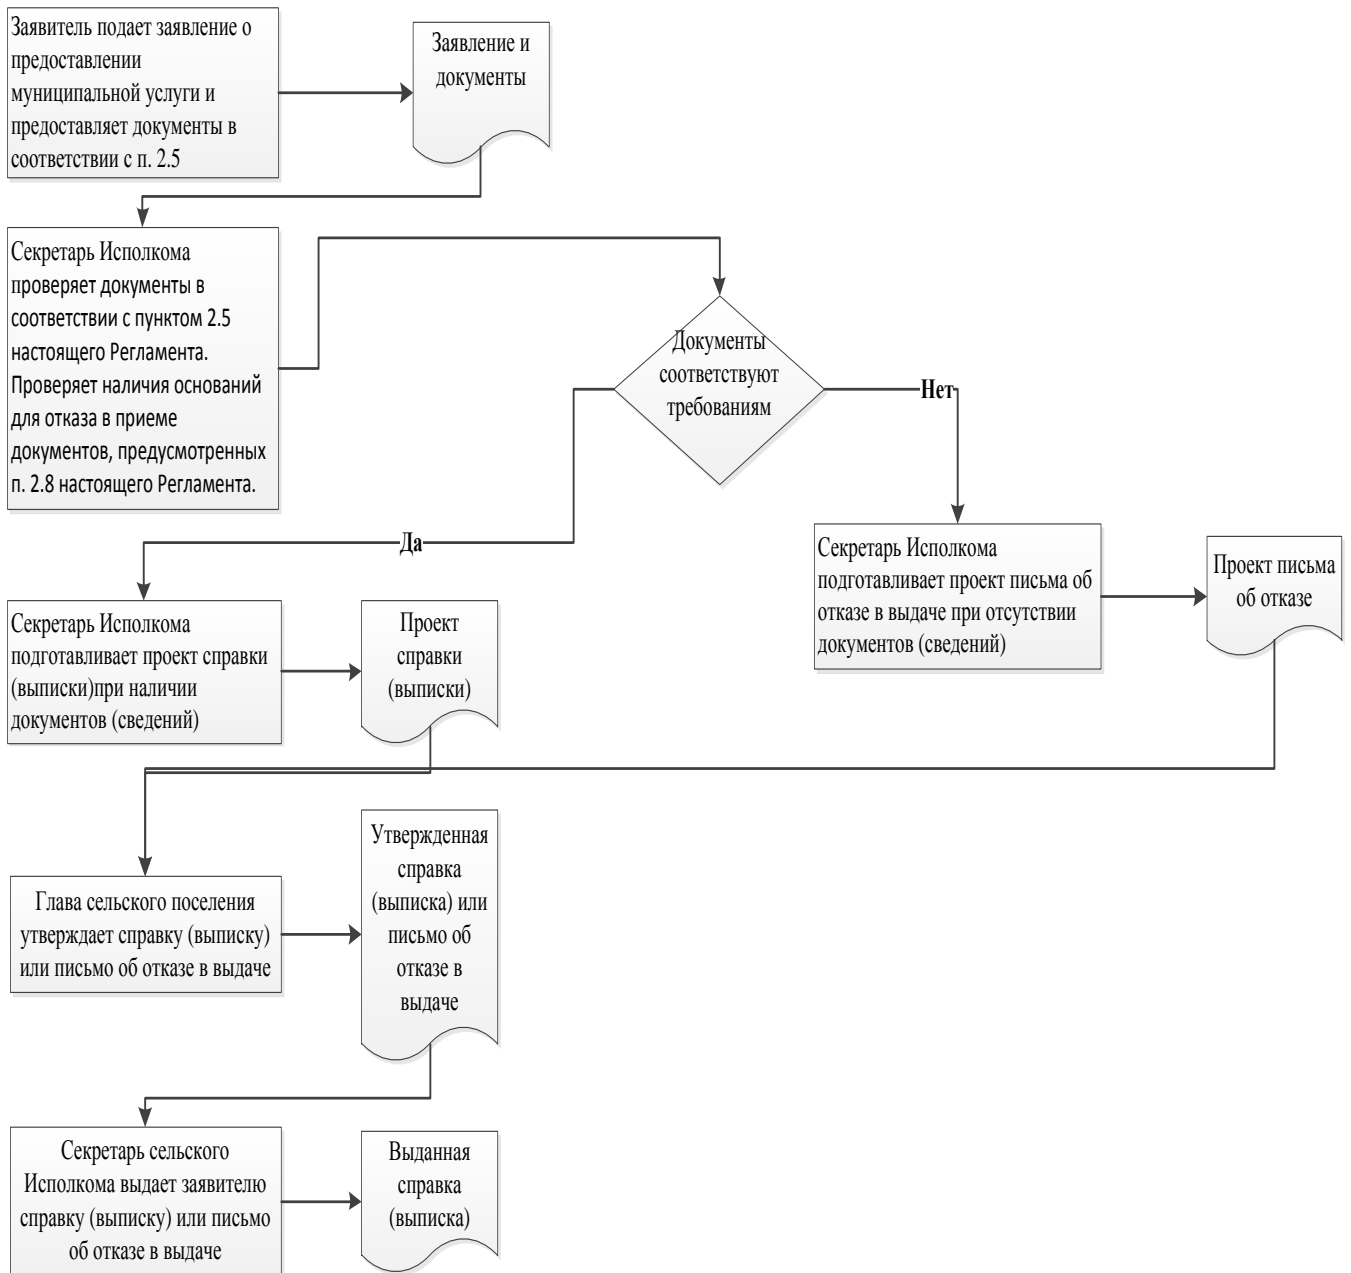 Заявитель подает заявление о
предоставлении
муниципальной услуги и
предоставляет документы в
соответствии с п. 2.5
Заявление и
документы
Секретарь Исполкома
проверяет документы в
соответствии с пунктом 2.5
настоящего Регламента.
Проверяет наличия оснований
для отказа в приеме
документов, предусмотренных
п. 2.8 настоящего Регламента.
Документы
соответствуют
требованиям
Нет
Да
Секретарь Исполкома
подготавливает проект письма об
отказе в выдаче при отсутствии
документов (сведений)
Проект письма
об отказе
Секретарь Исполкома
подготавливает проект справки
(выписки)при наличии
документов (сведений)
Проект
справки
(выписки)
Глава сельского поселения
утверждает справку (выписку)
или письмо об отказе в выдаче
Утвержденная
справка
(выписка) или
письмо об
отказе в
выдаче
Секретарь сельского
Исполкома выдает заявителю
справку (выписку) или письмо
об отказе в выдаче
Выданная
справка
(выписка)